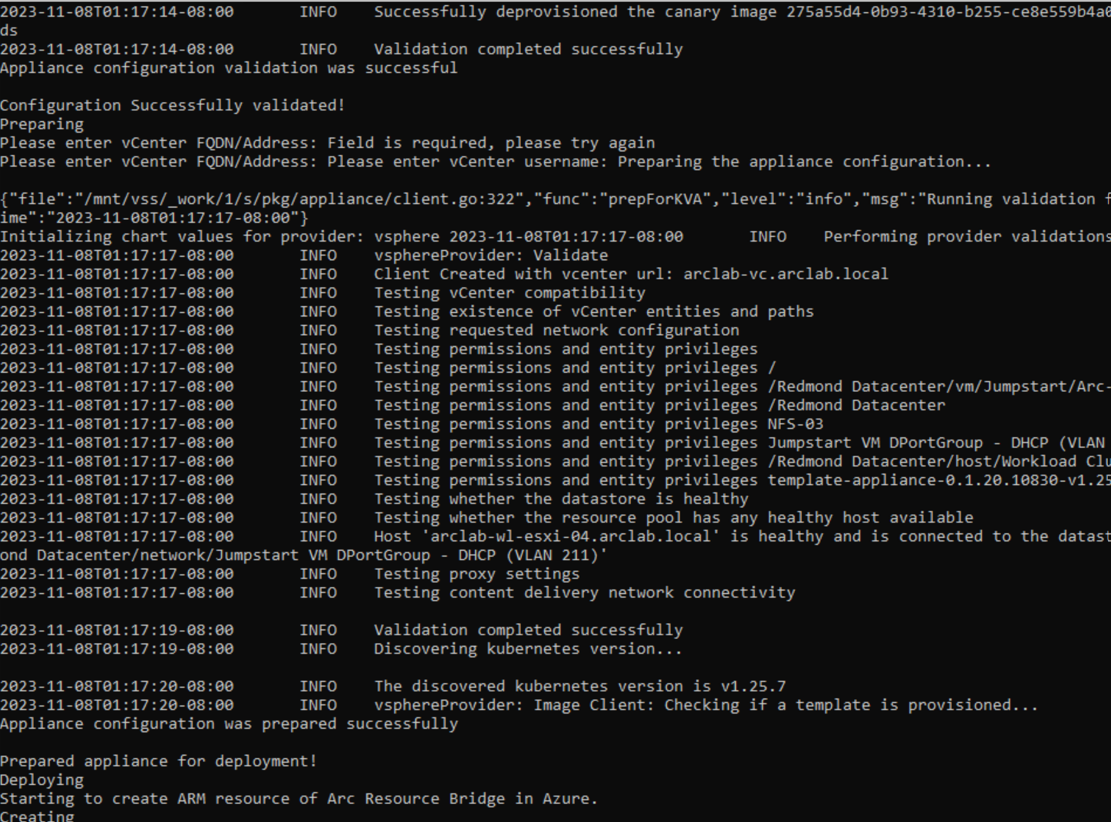 2023-11-08T01:17:14-08:00 INFO Successfully deprovisioned the canary image 275a55d4-0b93-4310-b255-ce8e559b4a0
ds
2023-11-08T01:17:14-08:00 INFO Validation completed successfully
Appliance configuration validation was successful
Configuration Successfully validated!
Preparing
Please enter vCenter FQDN/Address: Field is required, please try again
Please enter vCenter FQDN/Address: Please enter vCenter username: Preparing the appliance configuration...
{"file":"/mnt/vss/_work/1/s/pkg/appliance/client.go:322","func":"prepForKVA","level":"info","msg":"Running validation f
ime":"2023-11-08T01:17:17-08:00"}
Initializing chart values for provider: vsphere 2023-11-08T01:17:17-08:00 INFO Performing provider validations
2023-11-08T01:17:17-08:00 INFO vsphereProvider: Validate
2023-11-08T01:17:17-08:00 INFO Client Created with vcenter url: arclab-vc.arclab.local
2023-11-08T01:17:17-08:00 INFO Testing vCenter compatibility
2023-11-08T01:17:17-08:00 INFO Testing existence of vCenter entities and paths
2023-11-08T01:17:17-08:00 INFO Testing requested network configuration
2023-11-08T01:17:17-08:00 INFO Testing permissions and entity privileges
2023-11-08T01:17:17-08:00 INFO Testing permissions and entity privileges /
2023-11-08T01:17:17-08:00 INFO Testing permissions and entity privileges /Redmond Datacenter/vm/Jumpstart/Arc-
2023-11-08T01:17:17-08:00 INFO Testing permissions and entity privileges /Redmond Datacenter
2023-11-08T01:17:17-08:00 INFO Testing permissions and entity privileges NFS-03
2023-11-08T01:17:17-08:00 INFO Testing permissions and entity privileges Jumpstart VM DPortGroup - DHCP (VLAN
2023-11-08T01:17:17-08:00 INFO Testing permissions and entity privileges /Redmond Datacenter/host/Workload Clu
2023-11-08T01:17:17-08:00 INFO Testing permissions and entity privileges template-appliance-0.1.20.10830-v1.25
2023-11-08T01:17:17-08:00 INFO Testing whether the datastore is healthy
2023-11-08T01:17:17-08:00 INFO Testing whether the resource pool has any healthy host available
2023-11-08T01:17:17-08:00 INFO Host 'arclab-wl-esxi-04.arclab.local' is healthy and is connected to the datast
ond Datacenter/network/Jumpstart VM DPortGroup - DHCP (VLAN 211)'
2023-11-08T01:17:17-08:00 INFO Testing proxy settings
2023-11-08T01:17:17-08:00 INFO Testing content delivery network connectivity
2023-11-08T01:17:19-08:00 INFO Validation completed successfully
2023-11-08T01:17:19-08:00 INFO Discovering kubernetes version...
2023-11-08T01:17:20-08:00 INFO The discovered kubernetes version is v1.25.7
2023-11-08T01:17:20-08:00 INFO vsphereProvider: Image Client: Checking if a template is provisioned...
Appliance configuration was prepared successfully
Prepared appliance for deployment!
Deploying
Starting to create ARM resource of Arc Resource Bridge in Azure.
Creating